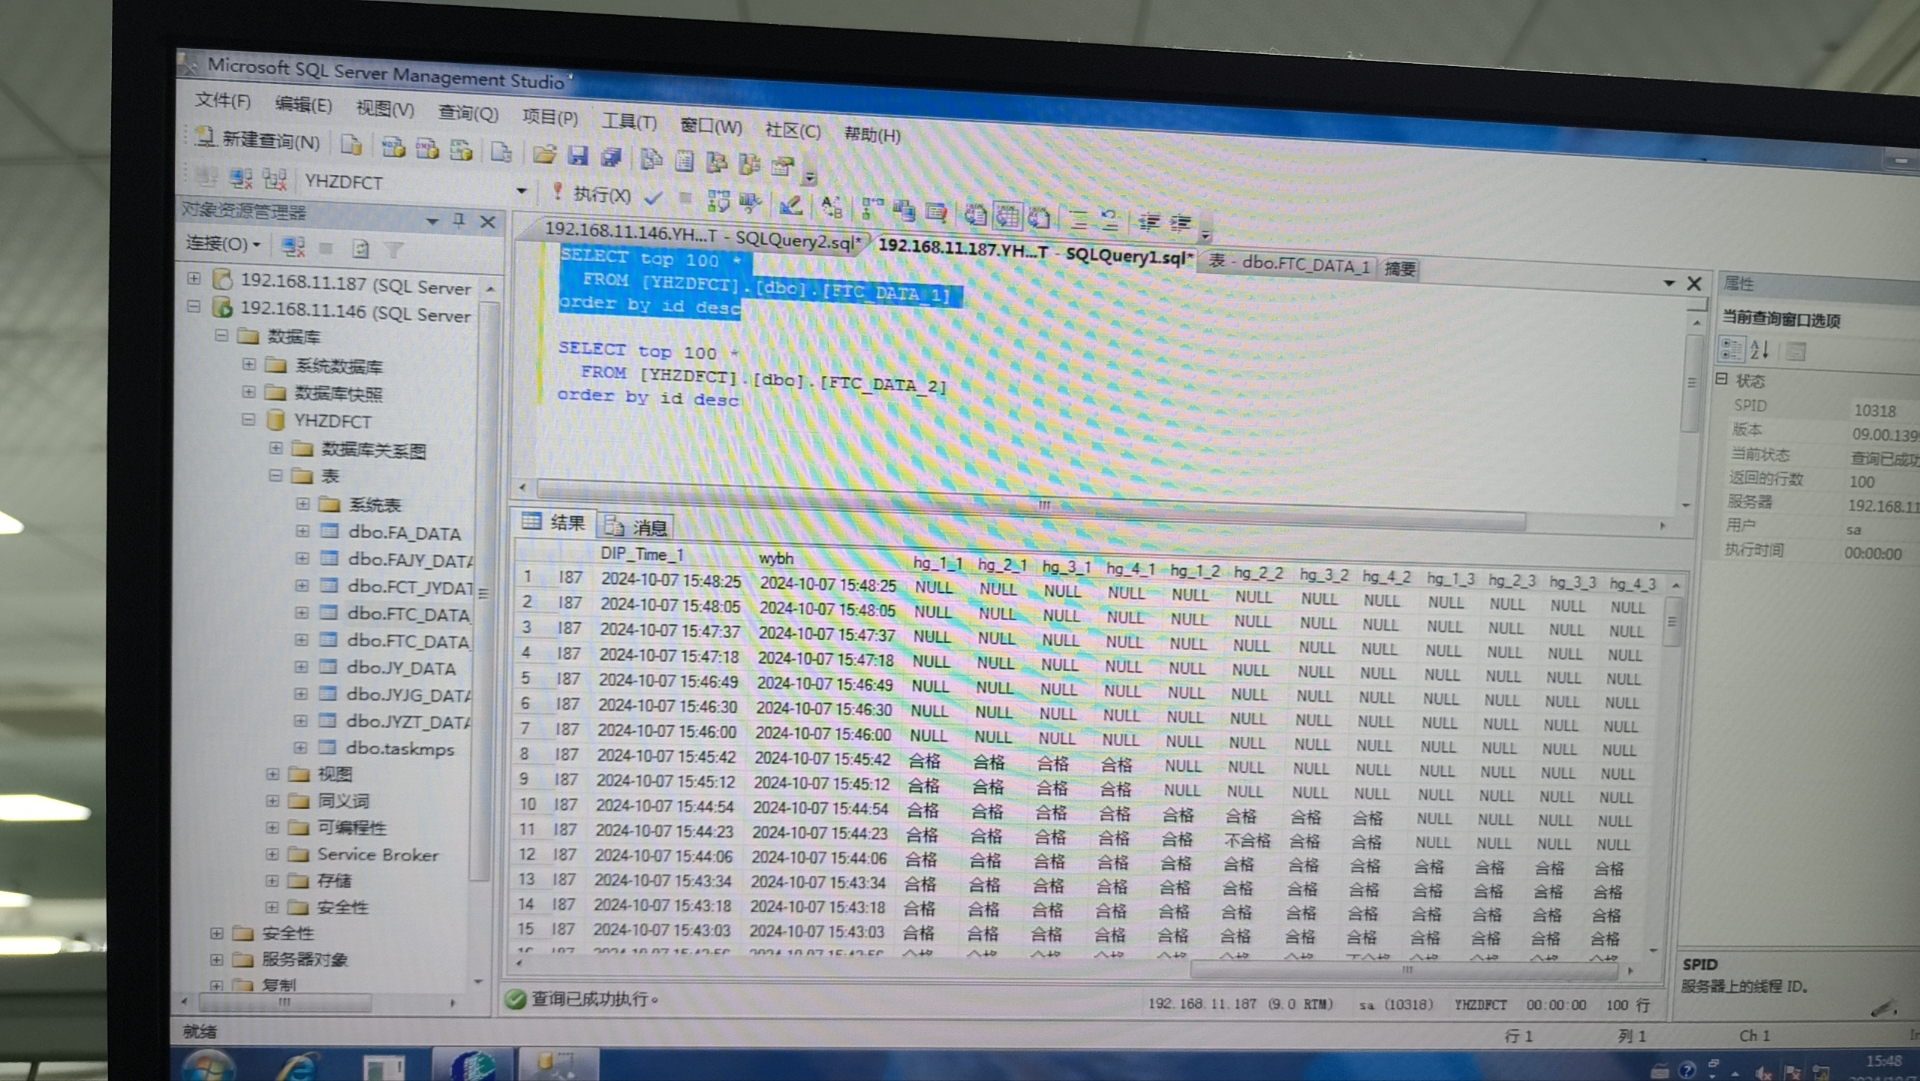 Microsoft SQL Server Management Studio
文件(F) 编辑(E) 视图(V) 查询(Q) 项目(P) 工具(T) 窗口(W) 社区(C) 帮助(H)
新建查询(N)
YHZDFCT
执行(X)
对象资源管理器
连接(O)
192.168.11.187 (SQL Server
192.168.11.146 (SQL Server
数据库
系统数据库
数据库快照
YHZDFCT
数据库关系图
表
系统表
dbo.FA_DATA
dbo.FAJY_DATA
dbo.FCT_JYDAT
dbo.FTC_DATA_
dbo.FTC_DATA_
dbo.JY_DATA
dbo.JYJG_DATA
dbo.JYZT_DATA
dbo.taskmps
视图
同义词
可编程性
Service Broker
存储
安全性
安全性
服务器对象
复制
192.168.11.146.YH...T - SQLQuery2.sql* 192.168.11.187.YH...T - SQLQuery1.sql* 表 - dbo.FTC_DATA_1 摘要
SELECT top 100 *
FROM [YHZDFCT].[dbo].[FTC_DATA_1]
order by id desc
SELECT top 100 *
FROM [YHZDFCT].[dbo].[FTC_DATA_2]
order by id desc
结果 消息
DIP_Time_1 wybh hg_1_1 hg_2_1 hg_3_1 hg_4_1 hg_1_2 hg_2_2 hg_3_2 hg_4_2 hg_1_3 hg_2_3 hg_3_3 hg_4_3
1 I87 2024-10-07 15:48:25 2024-10-07 15:48:25 NULL NULL NULL NULL NULL NULL NULL NULL NULL NULL NULL NULL
2 I87 2024-10-07 15:48:05 2024-10-07 15:48:05 NULL NULL NULL NULL NULL NULL NULL NULL NULL NULL NULL NULL
3 I87 2024-10-07 15:47:37 2024-10-07 15:47:37 NULL NULL NULL NULL NULL NULL NULL NULL NULL NULL NULL NULL
4 I87 2024-10-07 15:47:18 2024-10-07 15:47:18 NULL NULL NULL NULL NULL NULL NULL NULL NULL NULL NULL NULL
5 I87 2024-10-07 15:46:49 2024-10-07 15:46:49 NULL NULL NULL NULL NULL NULL NULL NULL NULL NULL NULL NULL
6 I87 2024-10-07 15:46:30 2024-10-07 15:46:30 NULL NULL NULL NULL NULL NULL NULL NULL NULL NULL NULL NULL
7 I87 2024-10-07 15:46:00 2024-10-07 15:46:00 NULL NULL NULL NULL NULL NULL NULL NULL NULL NULL NULL NULL
8 I87 2024-10-07 15:45:42 2024-10-07 15:45:42 合格 合格 合格 合格 NULL NULL NULL NULL NULL NULL NULL NULL
9 I87 2024-10-07 15:45:12 2024-10-07 15:45:12 合格 合格 合格 合格 NULL NULL NULL NULL NULL NULL NULL NULL
10 I87 2024-10-07 15:44:54 2024-10-07 15:44:54 合格 合格 合格 合格 合格 合格 合格 合格 NULL NULL NULL NULL
11 I87 2024-10-07 15:44:23 2024-10-07 15:44:23 合格 合格 合格 合格 合格 不合格 合格 合格 NULL NULL NULL NULL
12 I87 2024-10-07 15:44:06 2024-10-07 15:44:06 合格 合格 合格 合格 合格 合格 合格 合格 合格 合格 合格 合格
13 I87 2024-10-07 15:43:34 2024-10-07 15:43:34 合格 合格 合格 合格 合格 合格 合格 合格 合格 合格 合格 合格
14 I87 2024-10-07 15:43:18 2024-10-07 15:43:18 合格 合格 合格 合格 合格 合格 合格 合格 合格 合格 合格 合格
15 I87 2024-10-07 15:43:03 2024-10-07 15:43:03 合格 合格 合格 合格 合格 合格 合格 合格 合格 合格 合格 合格
查询已成功执行。 192.168.11.187 (9.0 RTM) sa (10318) YHZDFCT 00:00:00 100 行
属性
当前查询窗口选项
状态
SPID 10318
版本 09.00.139
当前状态 查询已成功
返回的行数 100
服务器 192.168.11
用户 sa
执行时间 00:00:00
SPID
服务器上的线程 ID。
就绪 行 1 列 1 Ch 1
15:48